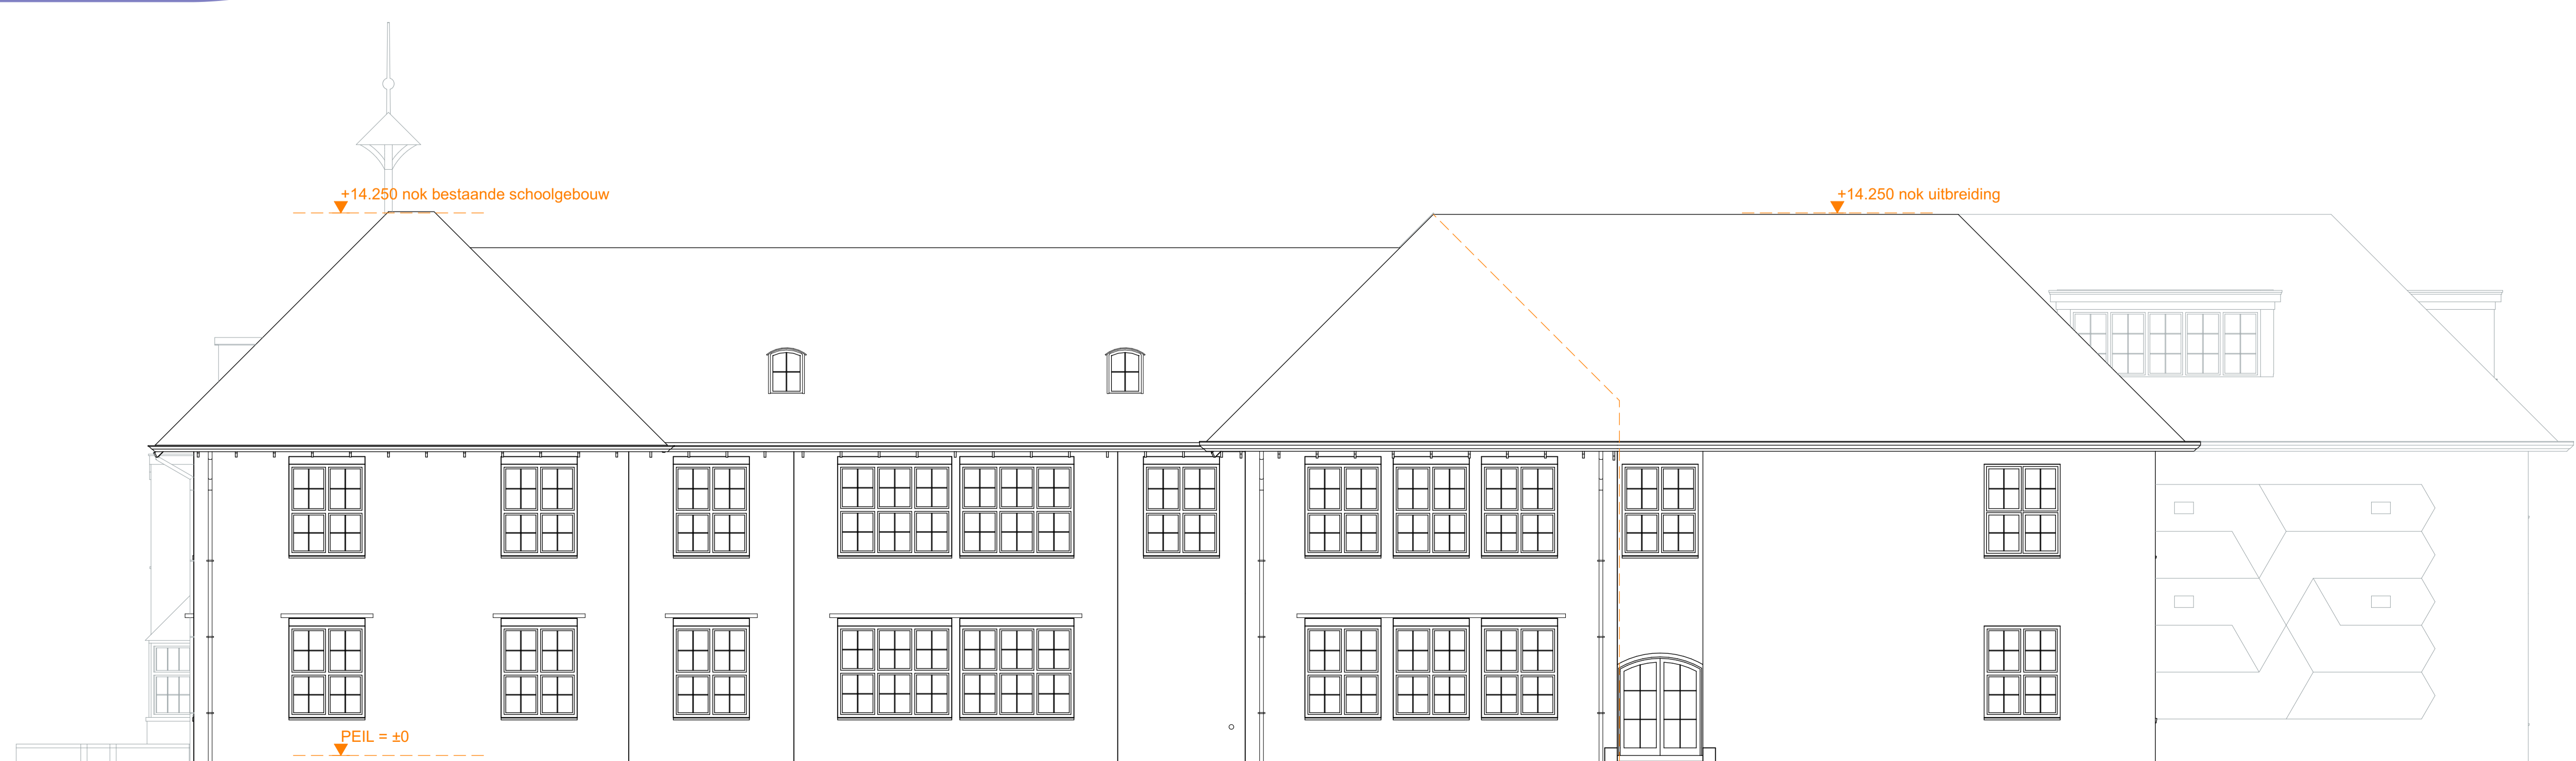 +14.250 nok bestaande schoolgebouw
+14.250 nok uitbreiding
PEIL = ±0